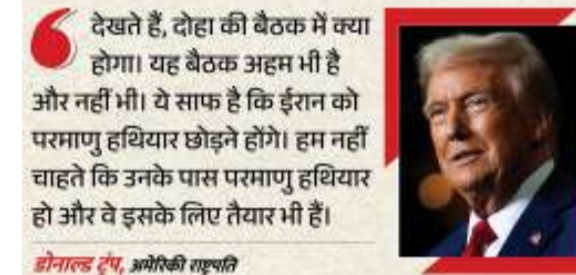 देखते हैं, दोहा की बैठक में क्या
होगा। यह बैठक अहम भी है
और नहीं भी। ये साफ है कि ईरान को
परमाणु हथियार छोड़ने होंगे। हम नहीं
चाहते कि उनके पास परमाणु हथियार
हो और वे इसके लिए तैयार भी हैं।
डोनाल्ड ट्रंप, अमेरिकी राष्ट्रपति